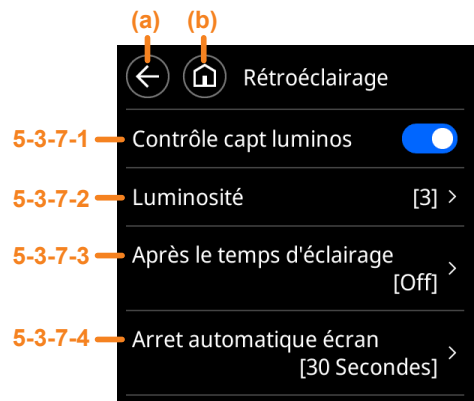 (a) (b)
Rétroéclairage
5-3-7-1 Contrôle capt luminos
5-3-7-2 Luminosité [3]
5-3-7-3 Après le temps d'éclairage
[Off]
5-3-7-4 Arret automatique écran
[30 Secondes]